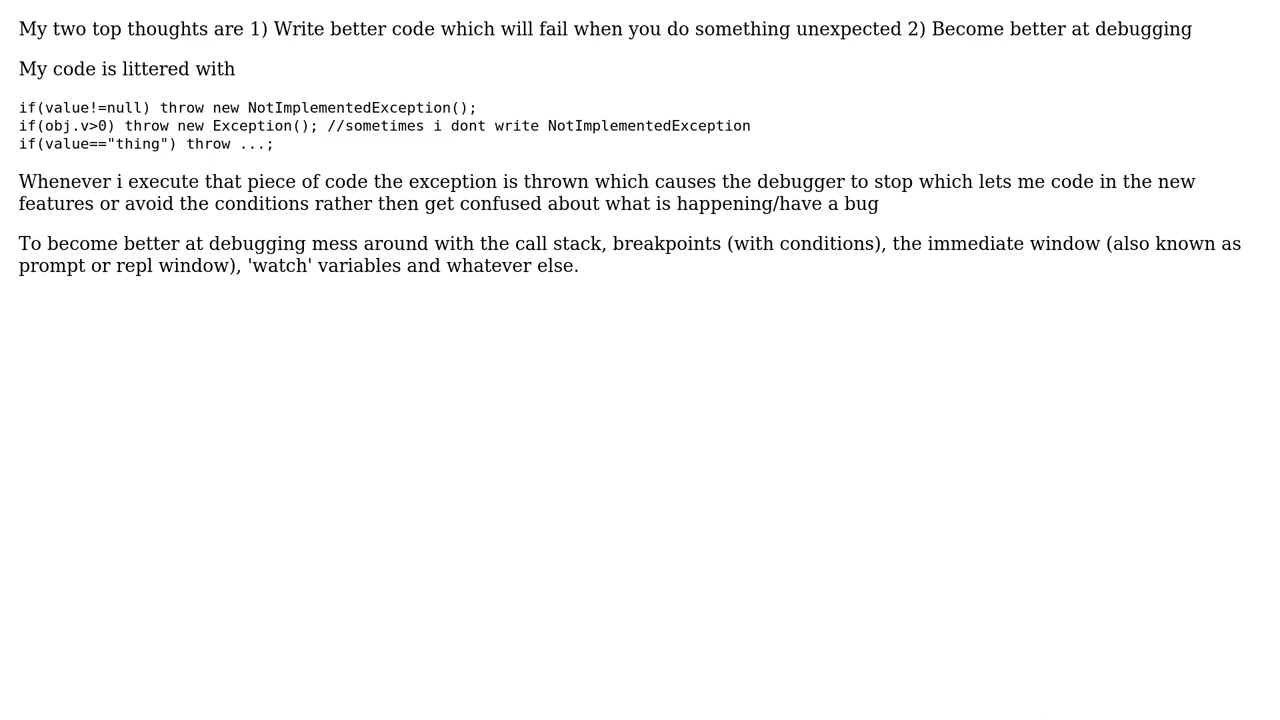 My two top thoughts are 1) Write better code which will fail when you do something unexpected 2) Become better at debugging
My code is littered with
if(value!=null) throw new NotImplementedException();
if(obj.v>0) throw new Exception(); //sometimes i dont write NotImplementedException
if(value=="thing") throw ...;
Whenever i execute that piece of code the exception is thrown which causes the debugger to stop which lets me code in the new
features or avoid the conditions rather then get confused about what is happening/have a bug
To become better at debugging mess around with the call stack, breakpoints (with conditions), the immediate window (also known as
prompt or repl window), 'watch' variables and whatever else.